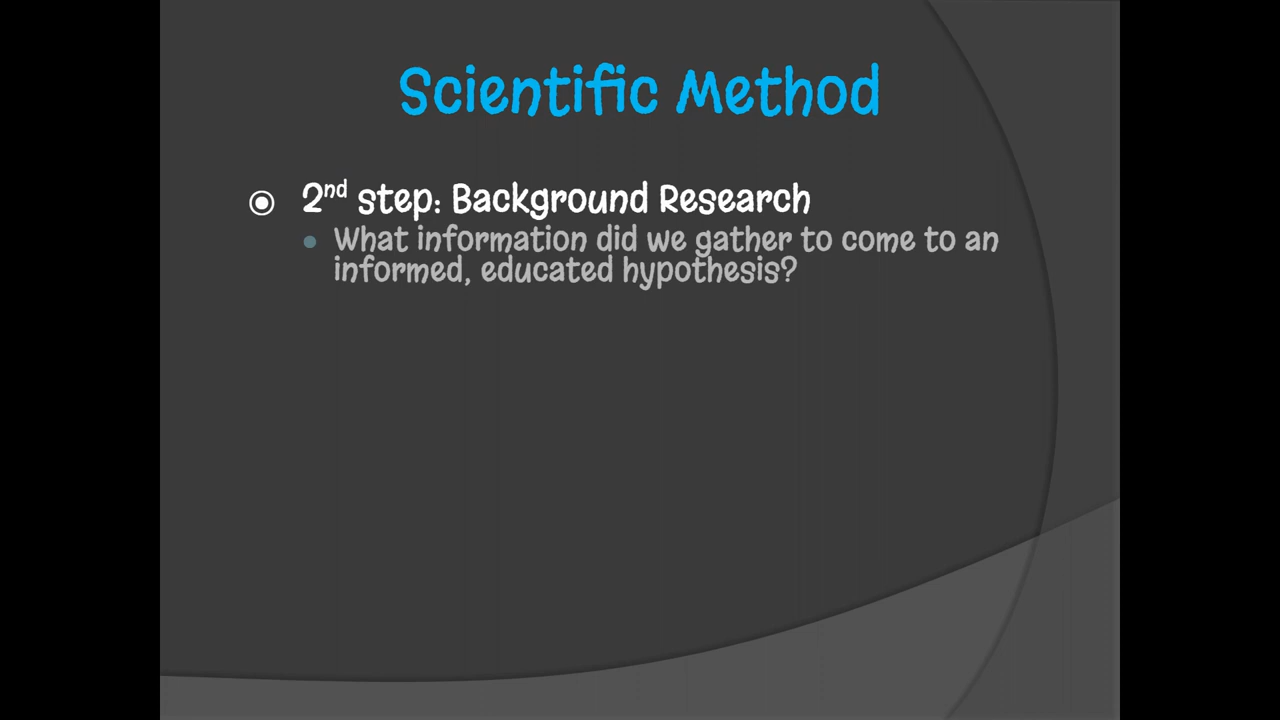 Scientific Method
2nd step: Background Research
What information did we gather to come to an
informed, educated hypothesis?